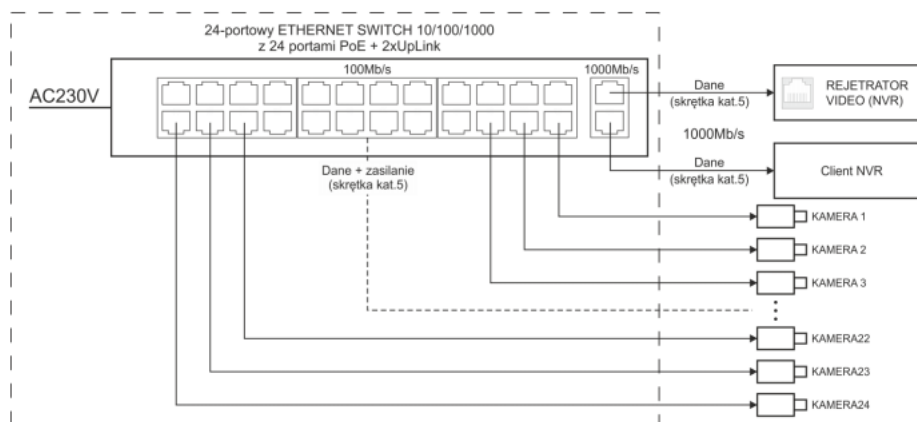 24-portowy ETHERNET SWITCH 10/100/1000
z 24 portami PoE + 2xUpLink
100Mb/s
1000Mb/s
AC230V
Dane
(skrętka kat.5)
REJETRATOR
VIDEO (NVR)
1000Mb/s
Dane
(skrętka kat.5)
Client NVR
Dane + zasilanie
(skrętka kat.5)
KAMERA 1
KAMERA 2
KAMERA 3
KAMERA22
KAMERA23
KAMERA24